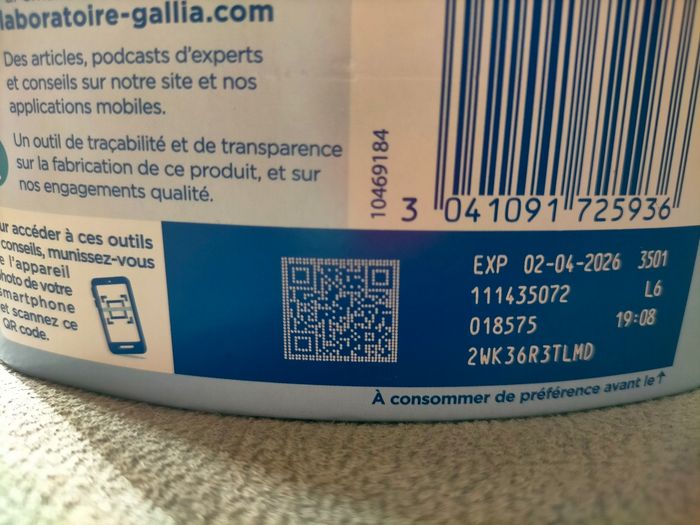 laboratoire-gallia.com
Des articles, podcasts d'experts
et conseils sur notre site et nos
applications mobiles.
Un outil de traçabilité et de transparence
sur la fabrication de ce produit, et sur
nos engagements qualité.
ur accéder à ces outils
conseils, munissez-vous
e l'appareil
hoto de votre
smartphone
et scannez ce
QR code.
10469184
3 041091 725936
EXP 02-04-2026 3501
111435072 L6
018575 19:08
2WK36R3TLMD
À consommer de préférence avant le↑